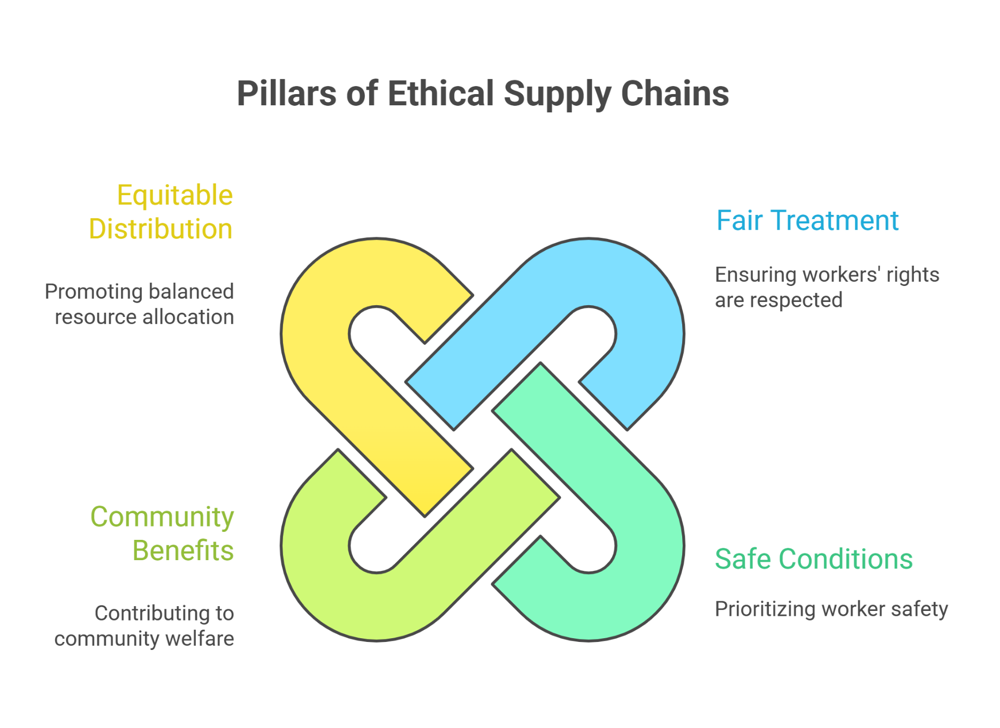 Pillars of Ethical Supply Chains
Equitable
Distribution
Promoting balanced
resource allocation
Fair Treatment
Ensuring workers' rights
are respected
Community
Benefits
Contributing to
community welfare
Safe Conditions
Prioritizing worker safety